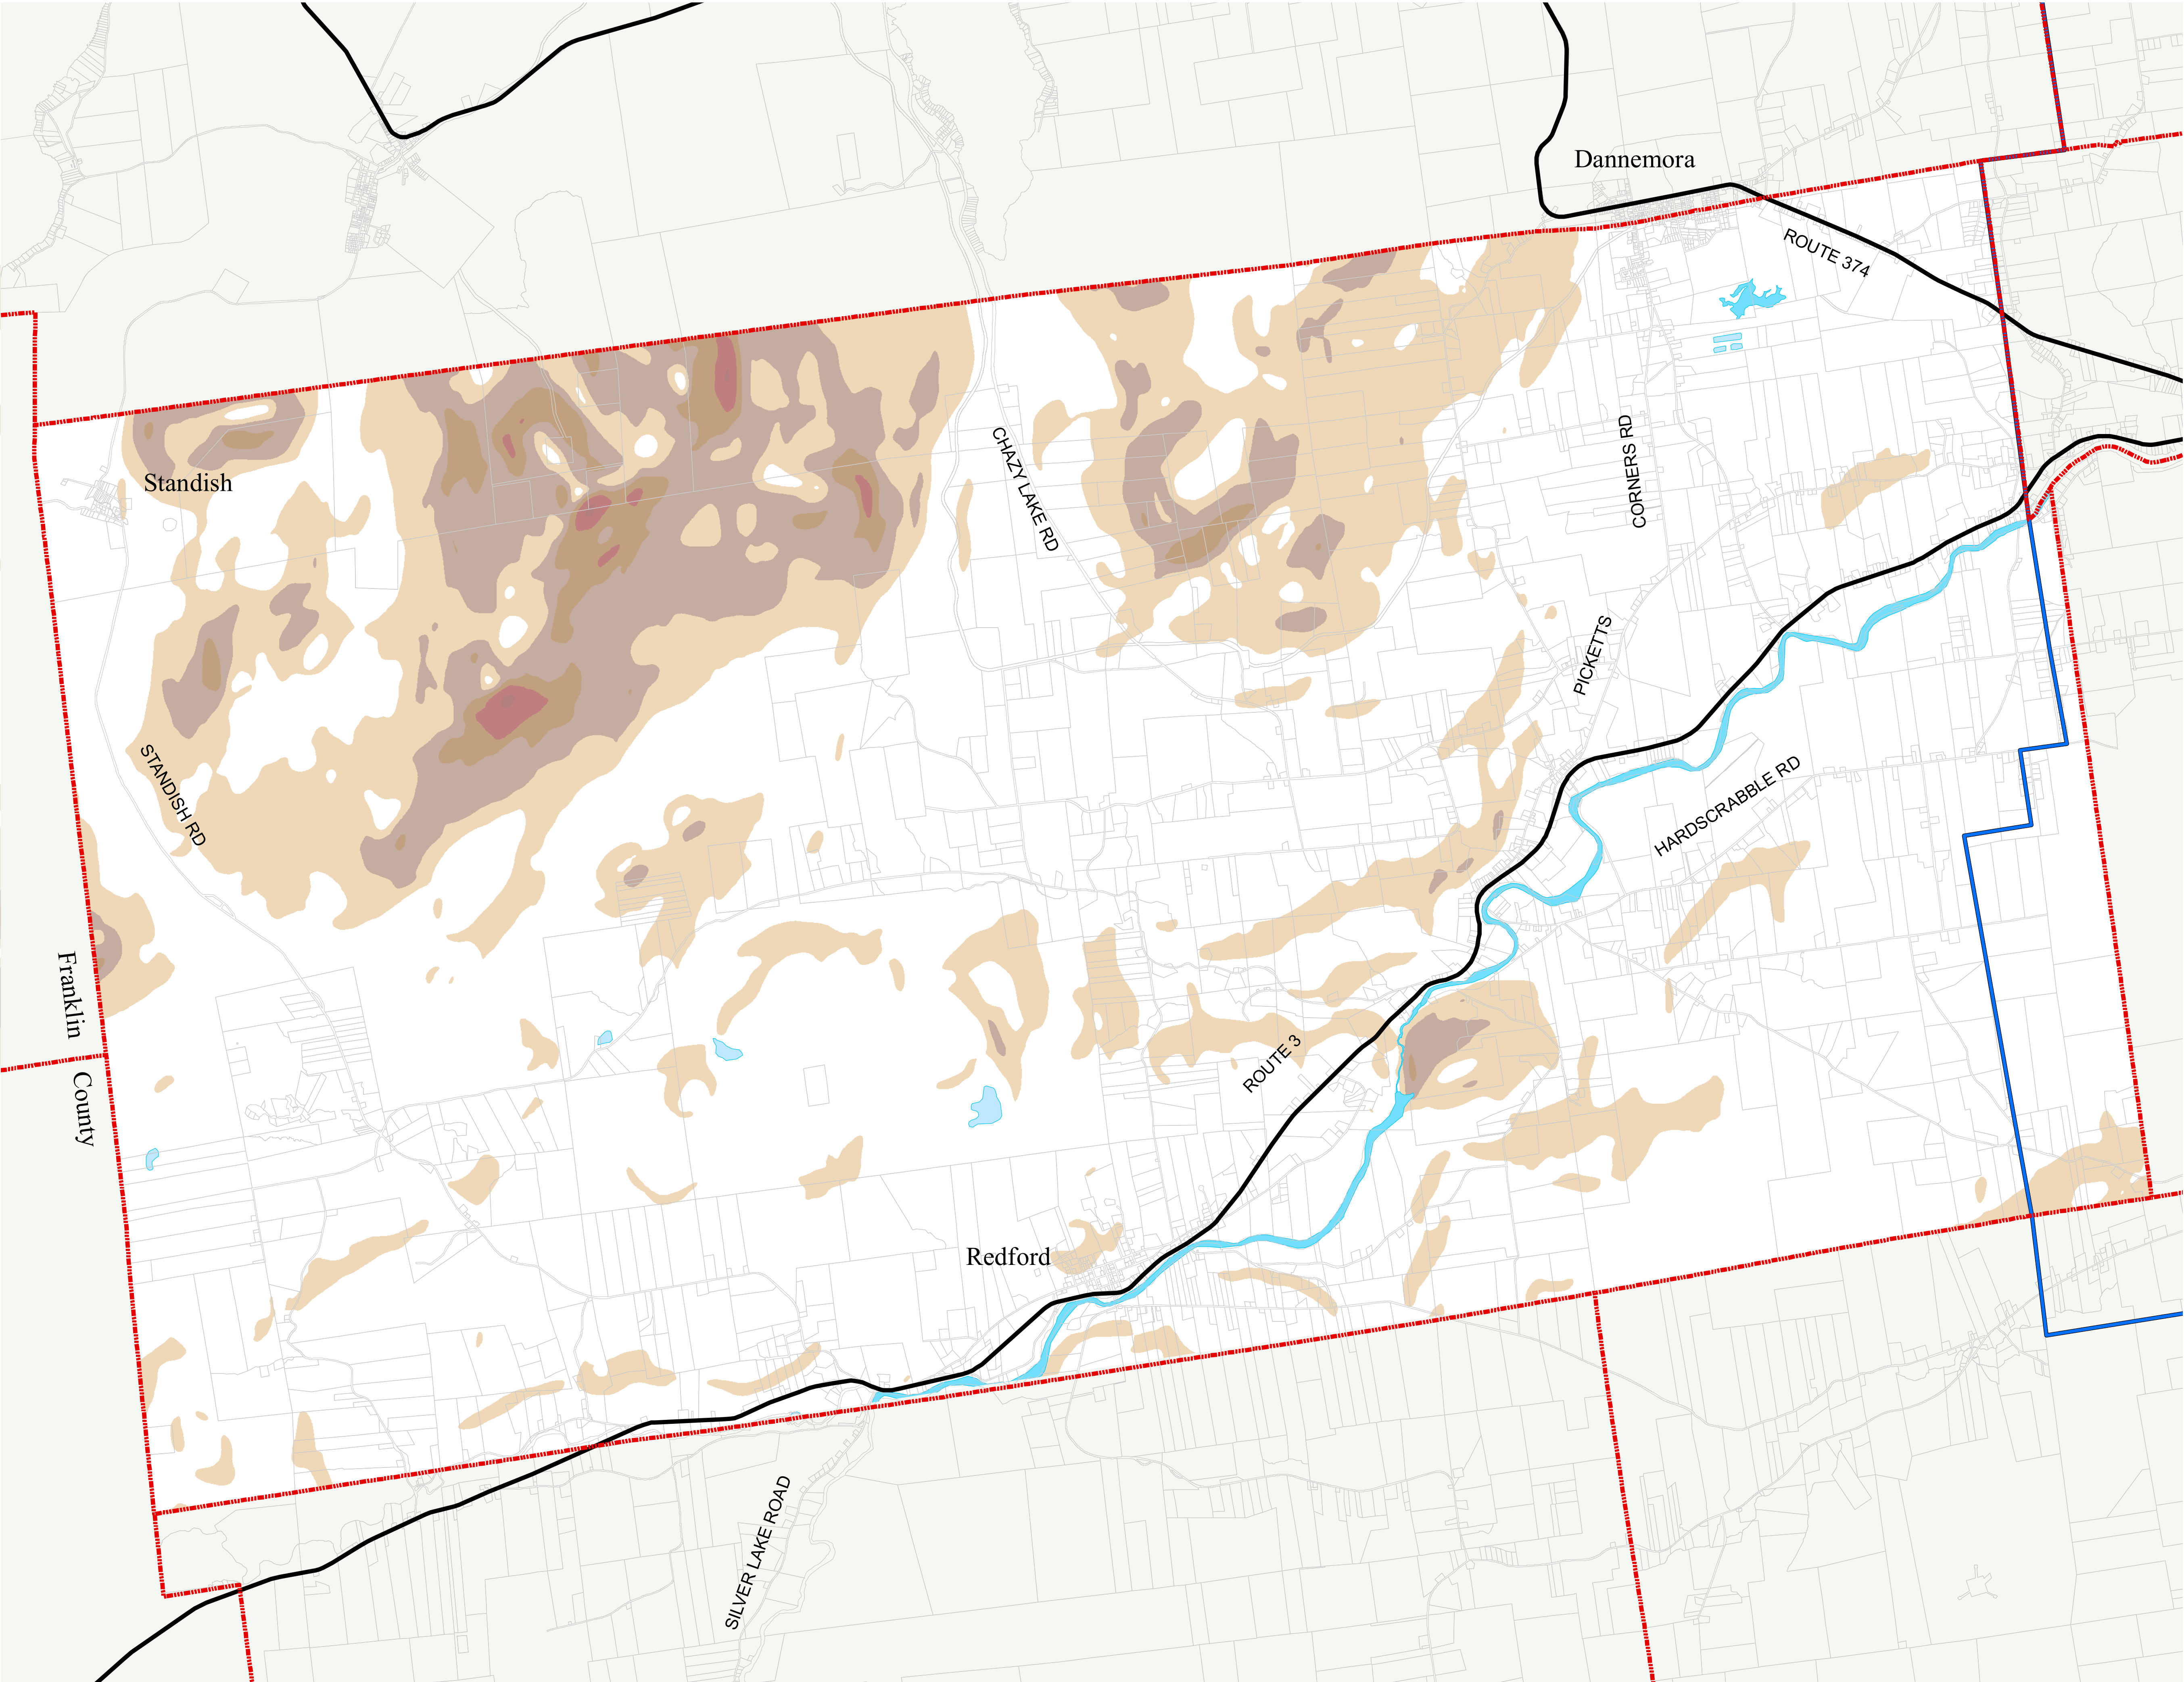 Dannemora
ROUTE 374
Standish
CHAZY LAKE RD
CORNERS RD
PICKETTS
STANDISH RD
HARDSCRABBLE RD
Franklin
County
ROUTE 3
Redford
SILVER LAKE ROAD